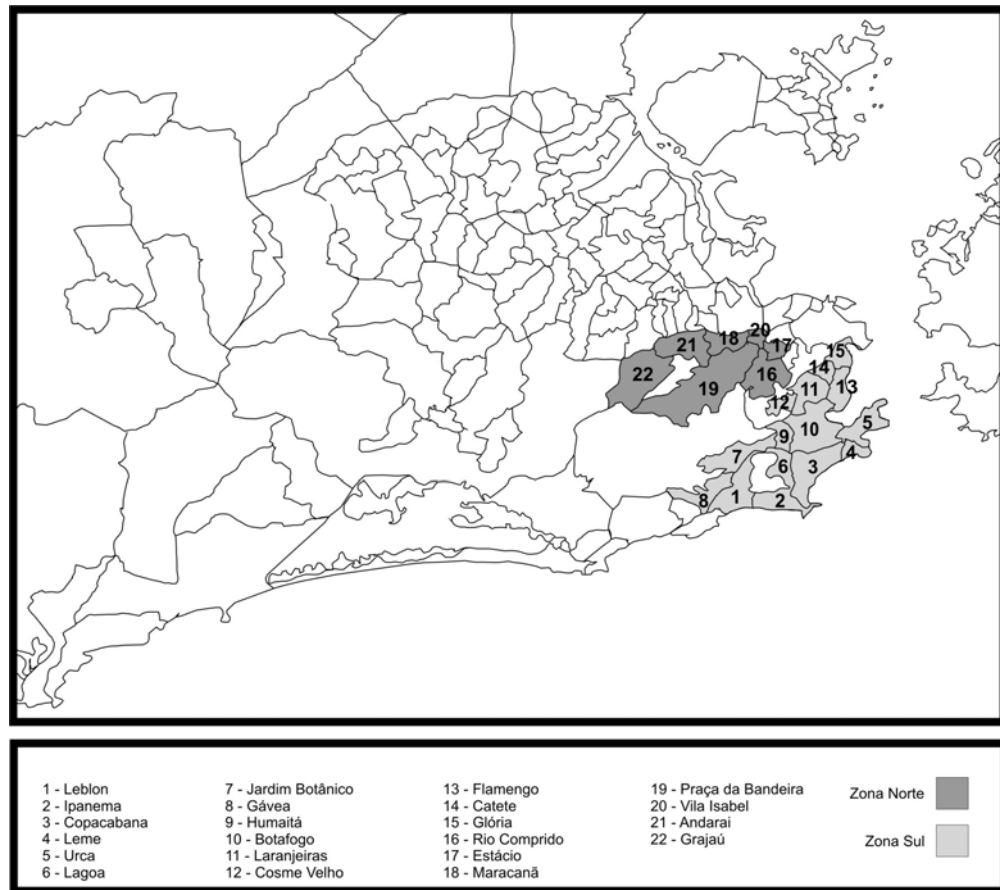 20
18
17
21
15
22
16
14
19
11
13
12
5
10
9
7
4
6
3
8
1
2
1 - Leblon
2 - Ipanema
3 - Copacabana
4 - Leme
5 - Urca
6 - Lagoa
7 - Jardim Botânico
8 - Gávea
9 - Humaitá
10 - Botafogo
11 - Laranjeiras
12 - Cosme Velho
13 - Flamengo
14 - Catete
15 - Glória
16 - Rio Comprido
17 - Estácio
18 - Maracanã
19 - Praça da Bandeira
20 - Vila Isabel
21 - Andarai
22 - Grajaú
Zona Norte
Zona Sul